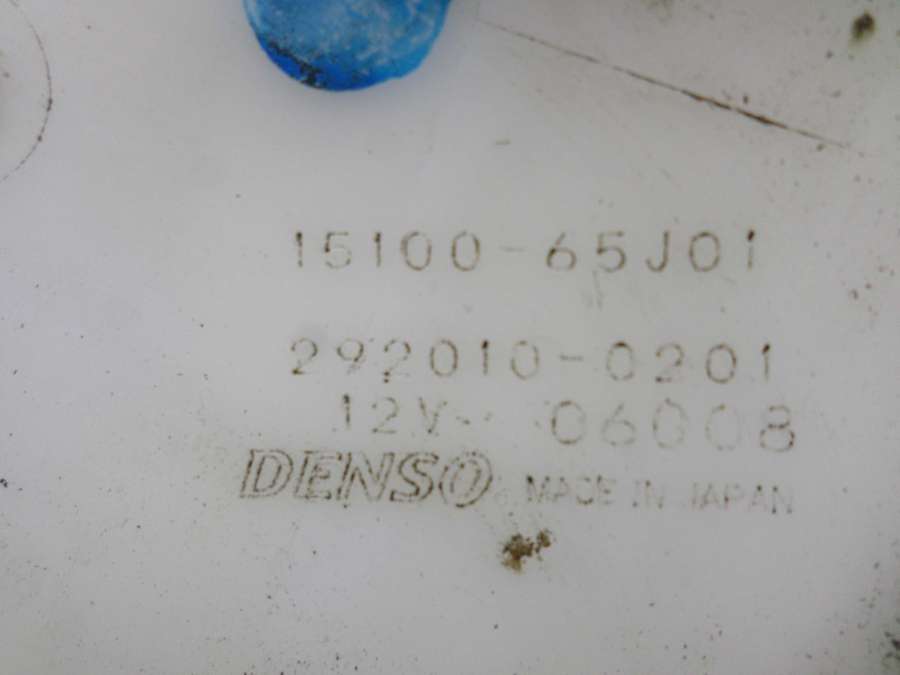 15100-65J01
292010-0201
12V 06008
DENSO MADE IN JAPAN